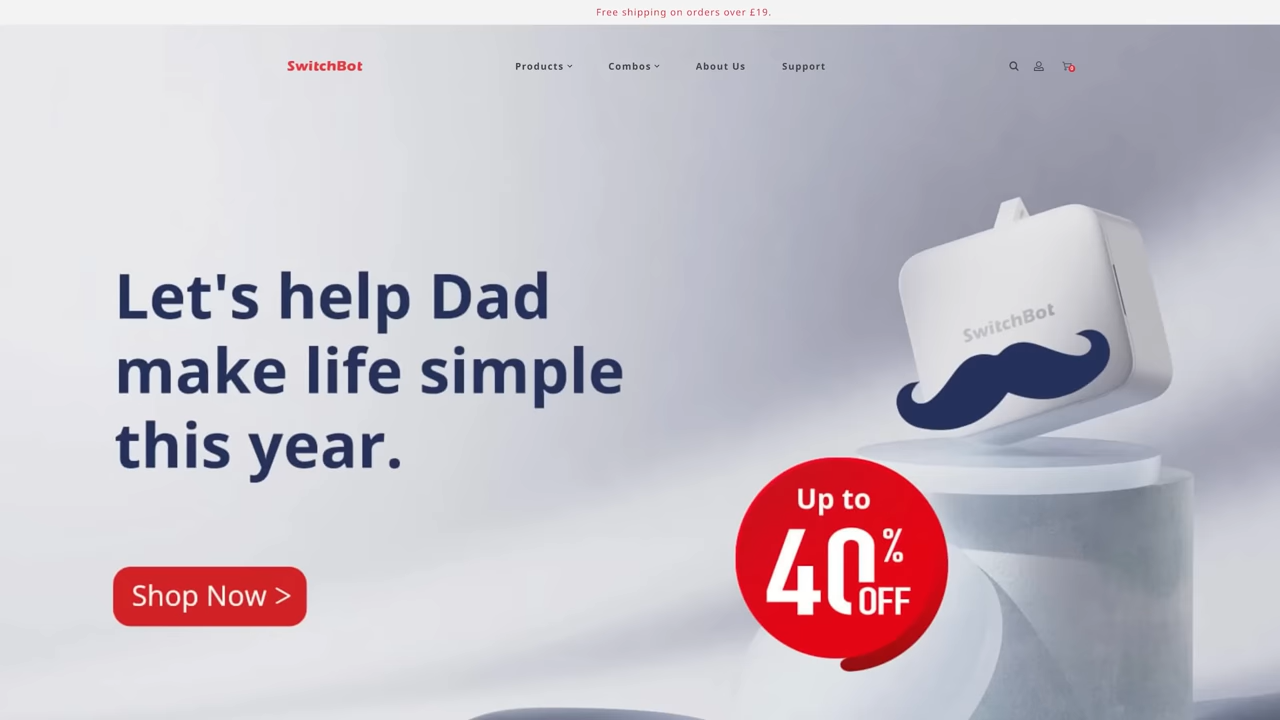 Free shipping on orders over £19.
SwitchBot
Products
Combos
About Us
Support
0
SwitchBot
Let's help Dad
make life simple
this year.
Up to
40%
OFF
Shop Now >